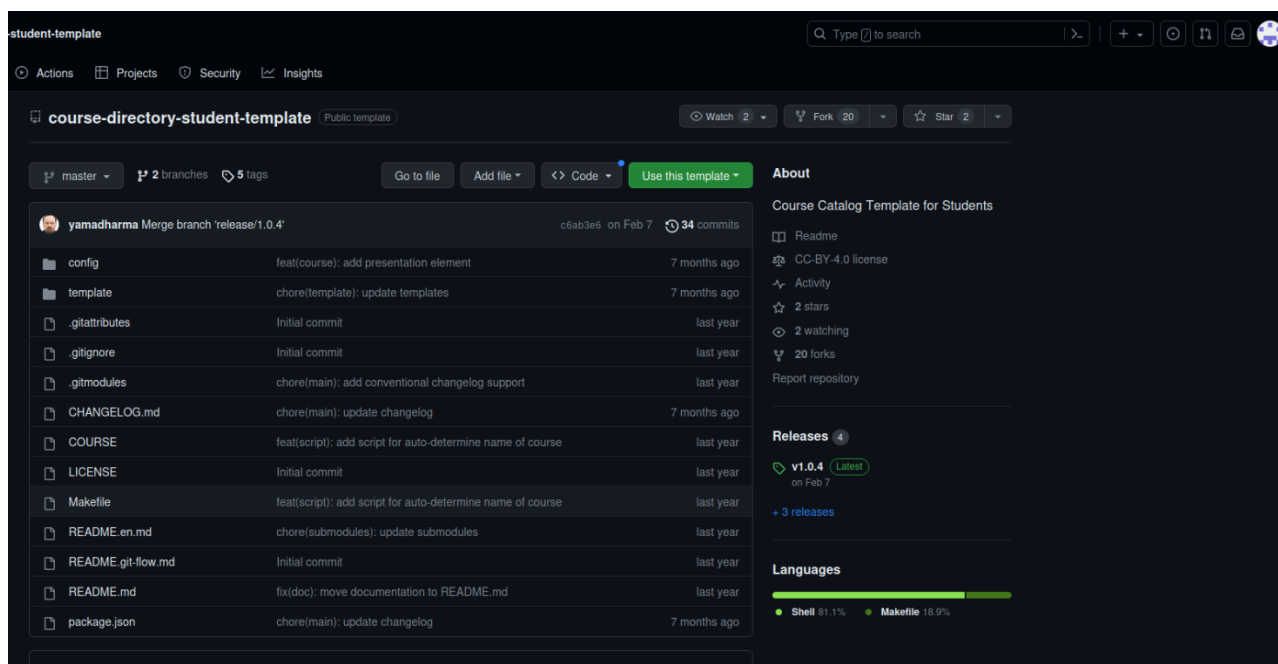 -student-template
Type / to search
Actions Projects Security Insights
course-directory-student-template Public template
Watch 2 Fork 20 Star 2
master 2 branches 5 tags Go to file Add file <> Code Use this template
yamadharma Merge branch 'release/1.0.4' c6ab3e6 on Feb 7 34 commits
config feat(course): add presentation element 7 months ago
template chore(template): update templates 7 months ago
.gitattributes Initial commit last year
.gitignore Initial commit last year
.gitmodules chore(main): add conventional changelog support last year
CHANGELOG.md chore(main): update changelog 7 months ago
COURSE feat(script): add script for auto-determine name of course last year
LICENSE Initial commit last year
Makefile feat(script): add script for auto-determine name of course last year
README.en.md chore(submodules): update submodules last year
README.git-flow.md Initial commit last year
README.md fix(doc): move documentation to README.md last year
package.json chore(main): update changelog 7 months ago
About
Course Catalog Template for Students
Readme
CC-BY-4.0 license
Activity
2 stars
2 watching
20 forks
Report repository
Releases 4
v1.0.4 Latest
on Feb 7
+ 3 releases
Languages
Shell 81.1% Makefile 18.9%